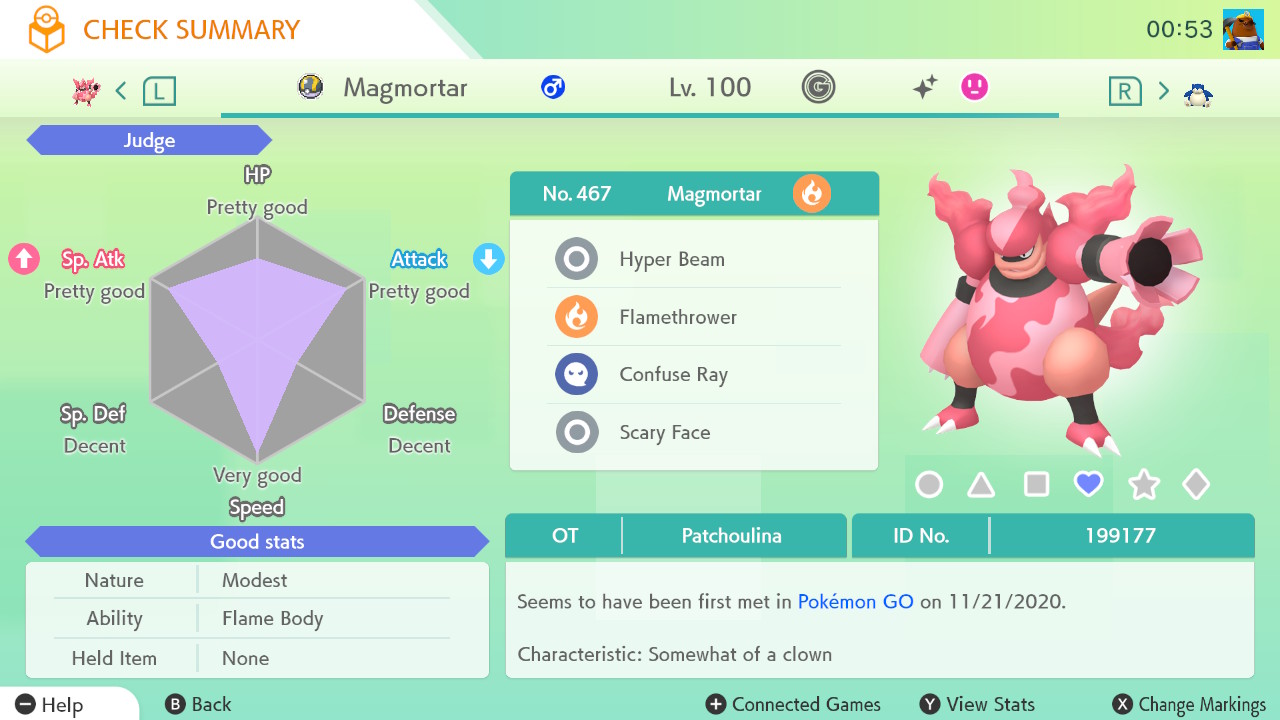 CHECK SUMMARY
00:53
L
Magmortar
Lv. 100
G
R
Judge
HP
Pretty good
Sp. Atk
Pretty good
Attack
Pretty good
Sp. Def
Decent
Defense
Decent
Very good
Speed
Good stats
Nature Modest
Ability Flame Body
Held Item None
No. 467 Magmortar
Hyper Beam
Flamethrower
Confuse Ray
Scary Face
OT Patchoulina ID No. 199177
Seems to have been first met in Pokémon GO on 11/21/2020.
Characteristic: Somewhat of a clown
Help
B Back
Connected Games
Y View Stats
X Change Markings